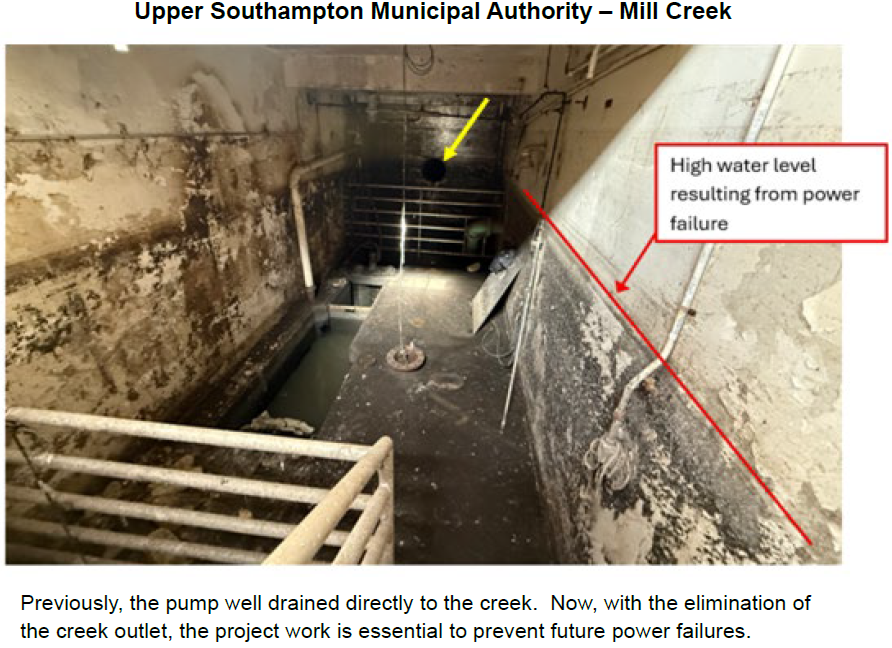 Upper Southampton Municipal Authority – Mill Creek
High water level
resulting from power
failure
Previously, the pump well drained directly to the creek.  Now, with the elimination of
the creek outlet, the project work is essential to prevent future power failures.